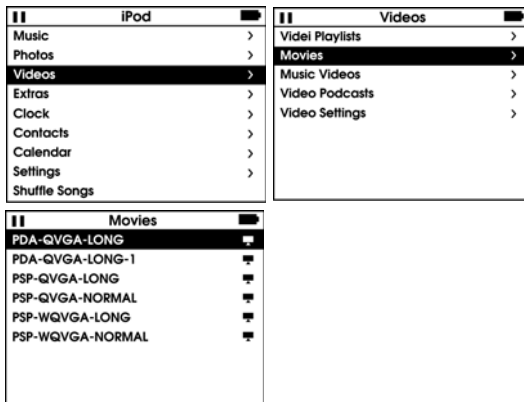 iPod
Music
Photos
Videos
Extras
Clock
Contacts
Calendar
Settings
Shuffle Songs
Videos
Videi Playlists
Movies
Music Videos
Video Podcasts
Video Settings
Movies
PDA-QVGA-LONG
PDA-QVGA-LONG-1
PSP-QVGA-LONG
PSP-QVGA-NORMAL
PSP-WQVGA-LONG
PSP-WQVGA-NORMAL